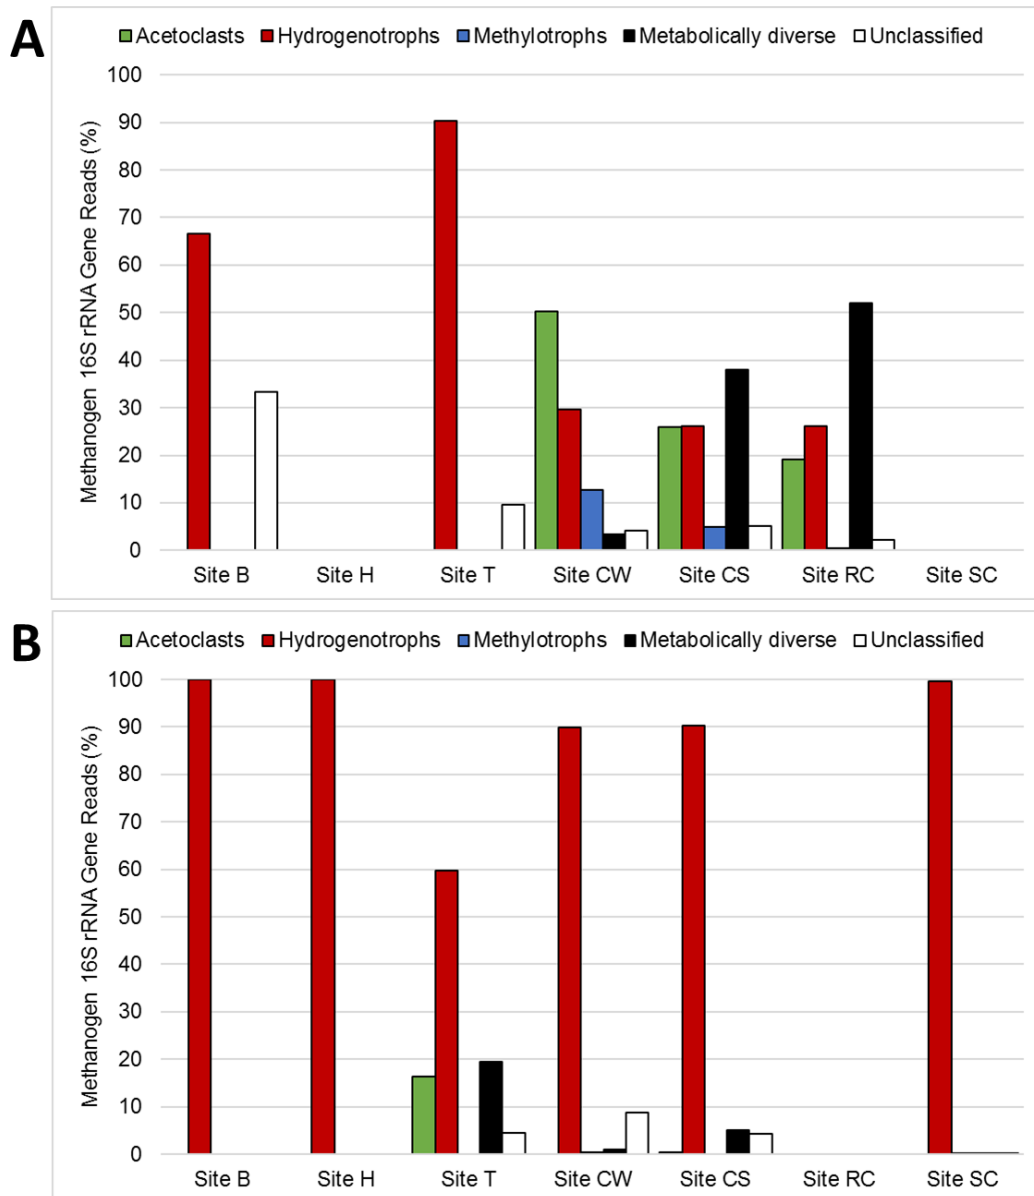 A
Acetoclasts Hydrogenotrophs Methylotrophs Metabolically diverse Unclassified
Methanogen 16S rRNA Gene Reads (%)
100
90
80
70
60
50
40
30
20
10
0
Site B Site H Site T Site CW Site CS Site RC Site SC
B
Acetoclasts Hydrogenotrophs Methylotrophs Metabolically diverse Unclassified
Methanogen 16S rRNA Gene Reads (%)
100
90
80
70
60
50
40
30
20
10
0
Site B Site H Site T Site CW Site CS Site RC Site SC